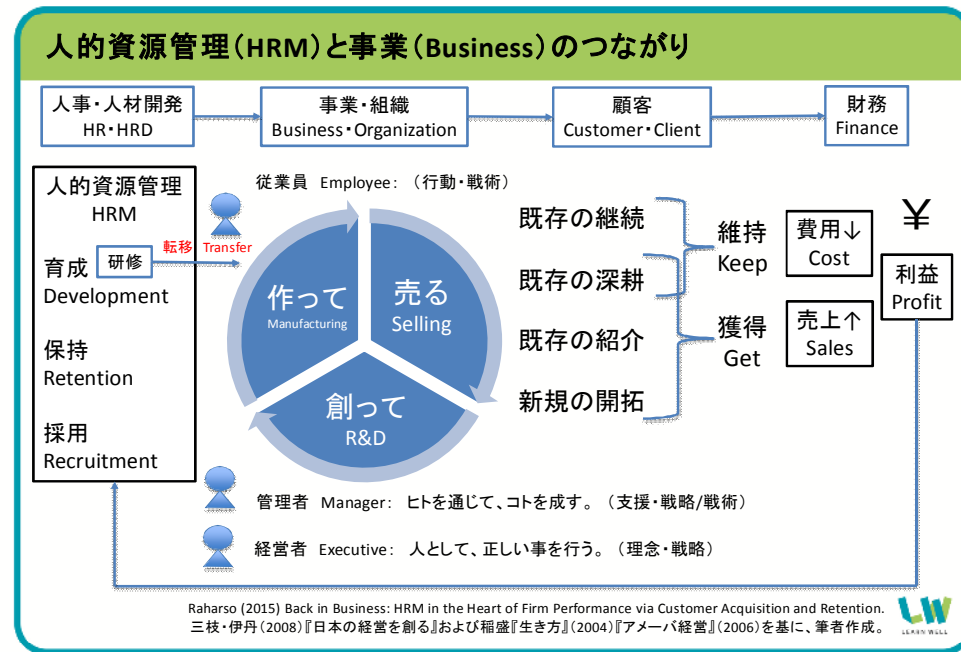 人的資源管理(HRM)と事業(Business)のつながり
人事・人材開発
HR・HRD
事業・組織
Business・Organization
顧客
Customer・Client
財務
Finance
人的資源管理
HRM
育成
研修
Development
保持
Retention
採用
Recruitment
転移 Transfer
従業員 Employee: (行動・戦術)
作って
Manufacturing
売る
Selling
創って
R&D
既存の継続
既存の深耕
既存の紹介
新規の開拓
維持
Keep
獲得
Get
費用↓
Cost
売上↑
Sales
¥
利益
Profit
管理者 Manager: ヒトを通じて、コトを成す。 (支援・戦略/戦術)
経営者 Executive: 人として、正しい事を行う。 (理念・戦略)
Raharso (2015) Back in Business: HRM in the Heart of Firm Performance via Customer Acquisition and Retention.
三枝・伊丹(2008)『日本の経営を創る』および稲盛『生き方』(2004)『アメーバ経営』(2006)を基に、筆者作成。
LW
LEARN WELL